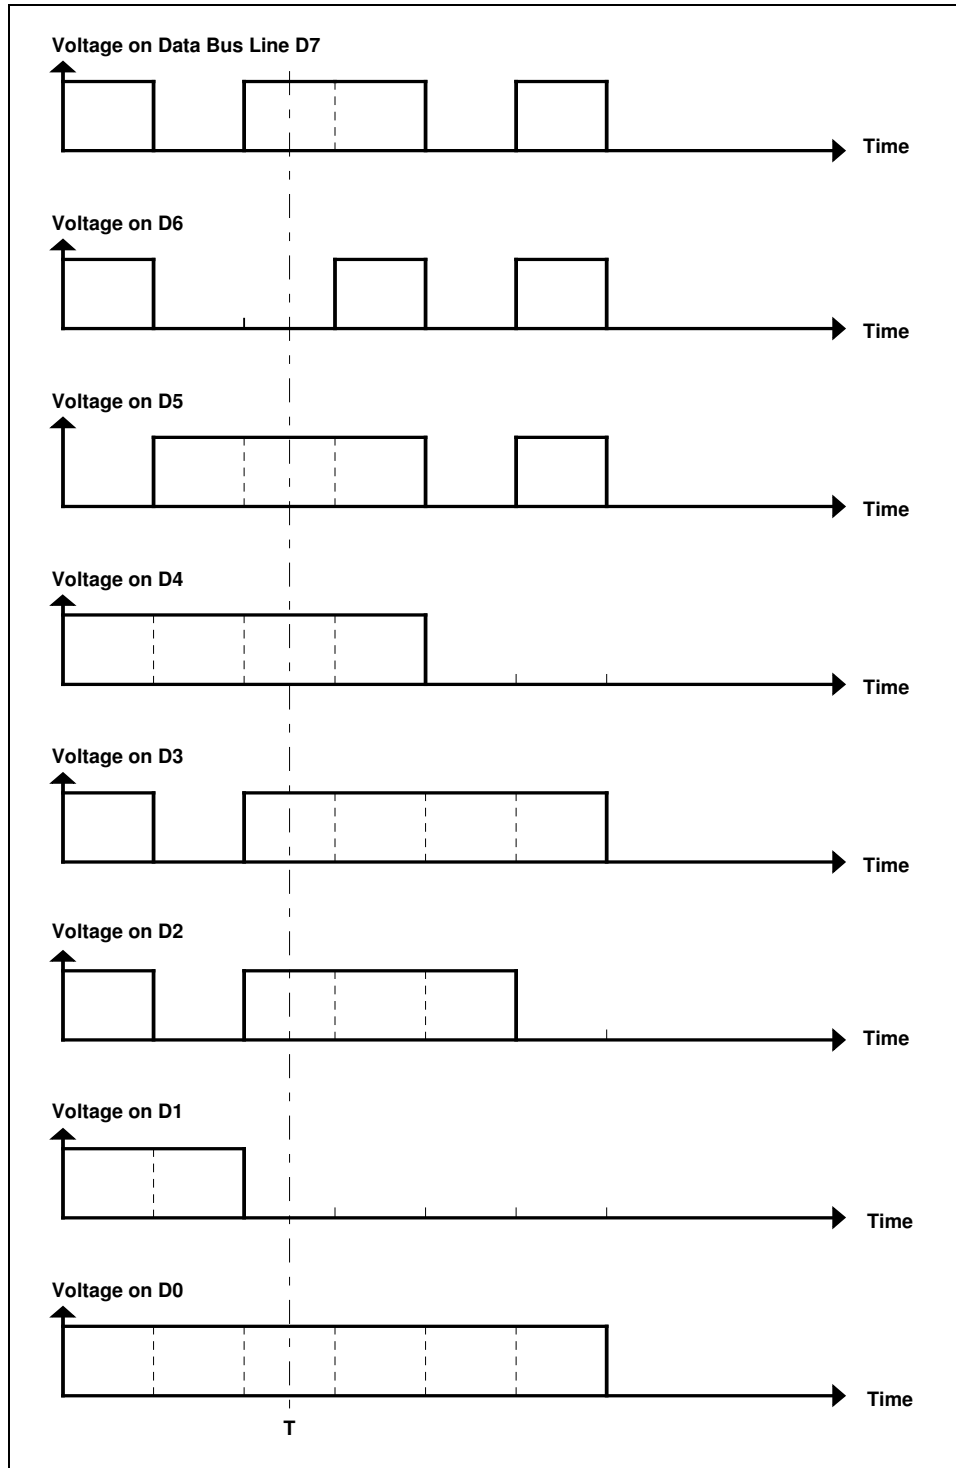 Voltage on Data Bus Line D7
Time
Voltage on D6
Time
Voltage on D5
Time
Voltage on D4
Time
Voltage on D3
Time
Voltage on D2
Time
Voltage on D1
Time
Voltage on D0
Time
T